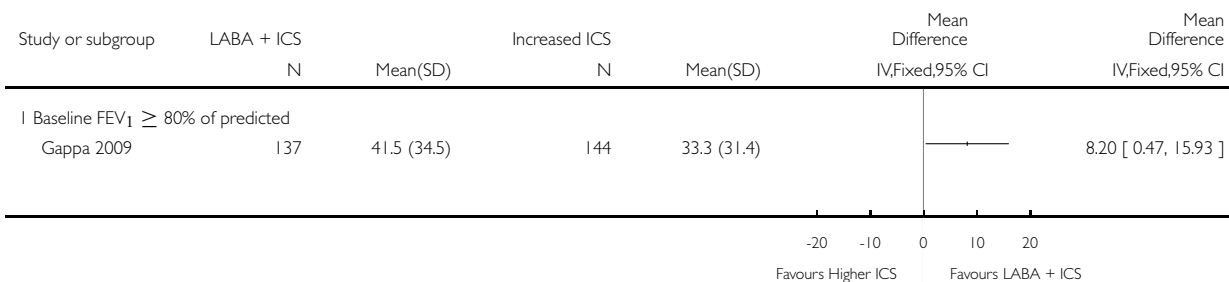 Mean Mean
Study or subgroup LABA + ICS Increased ICS Difference Difference
N Mean(SD) N Mean(SD) IV,Fixed,95% CI IV,Fixed,95% CI
1 Baseline FEV1 ≥ 80% of predicted
Gappa 2009 137 41.5 (34.5) 144 33.3 (31.4) 8.20 [ 0.47, 15.93 ]
-20 -10 0 10 20
Favours Higher ICS Favours LABA + ICS